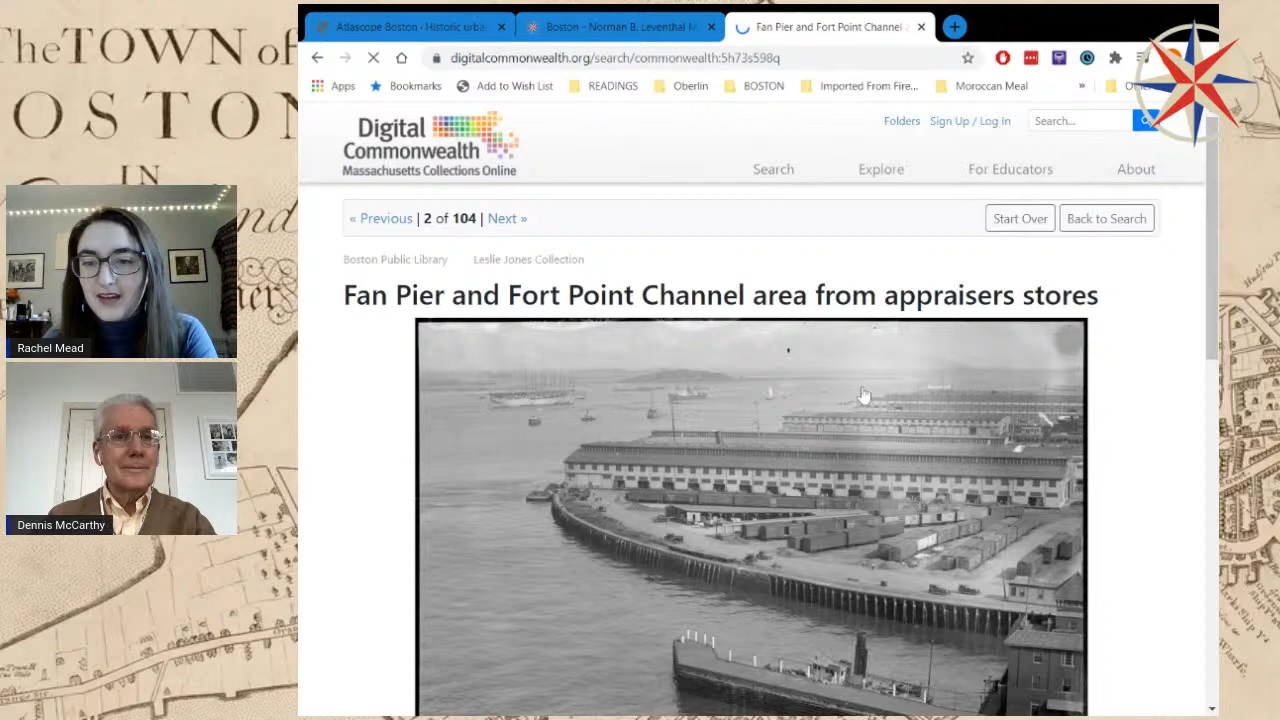 The TOWN of
BOSTON
IN
and
Atlascope Boston - Historic urba
Boston - Norman B. Leventhal M
Fan Pier and Fort Point Channel
digitalcommonwealth.org/search/commonwealth:5h73s598q
Apps
Bookmarks
Add to Wish List
READINGS
Oberlin
BOSTON
Imported From Fire...
Moroccan Meal
»
Digital
Commonwealth
Massachusetts Collections Online
Folders
Sign Up / Log In
Search...
Search
Explore
For Educators
About
« Previous | 2 of 104 | Next »
Start Over
Back to Search
Boston Public Library
Leslie Jones Collection
Fan Pier and Fort Point Channel area from appraisers stores
Rachel Mead
Dennis McCarthy